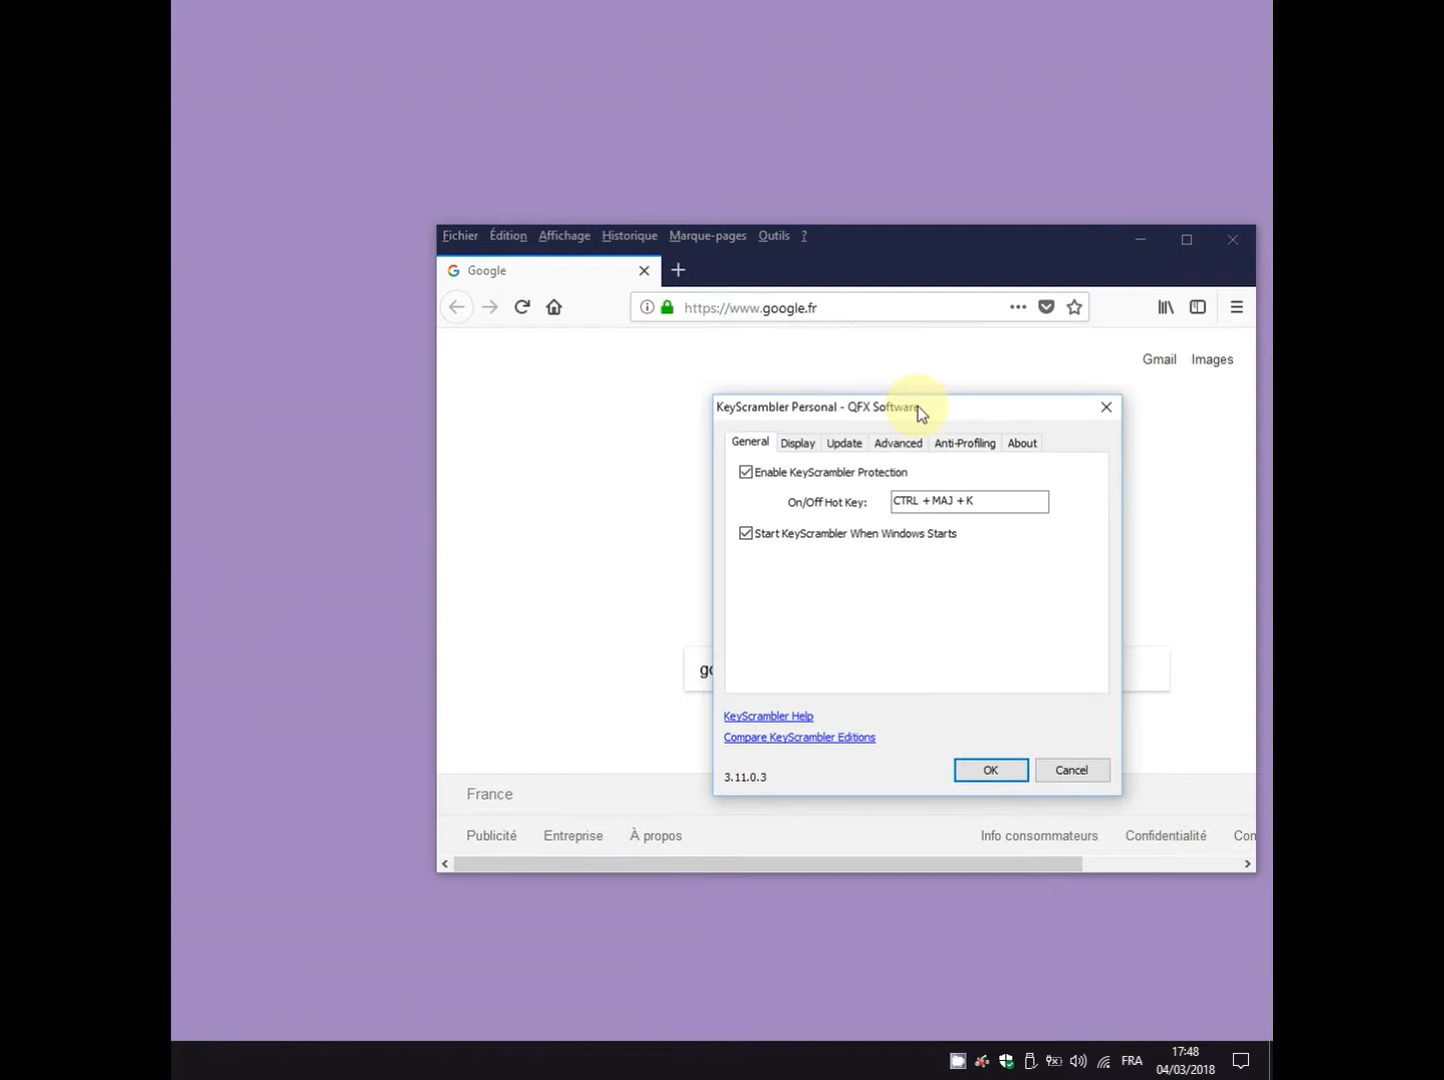 Fichier Édition Affichage Historique Marque-pages Outils ?
Google
https://www.google.fr
Gmail Images
KeyScrambler Personal - QFX Software
General Display Update Advanced Anti-Profiling About
Enable KeyScrambler Protection
On/Off Hot Key: CTRL + MAJ + K
Start KeyScrambler When Windows Starts
KeyScrambler Help
Compare KeyScrambler Editions
3.11.0.3
OK Cancel
France
Publicité Entreprise À propos Info consommateurs Confidentialité
FRA
17:48
04/03/2018